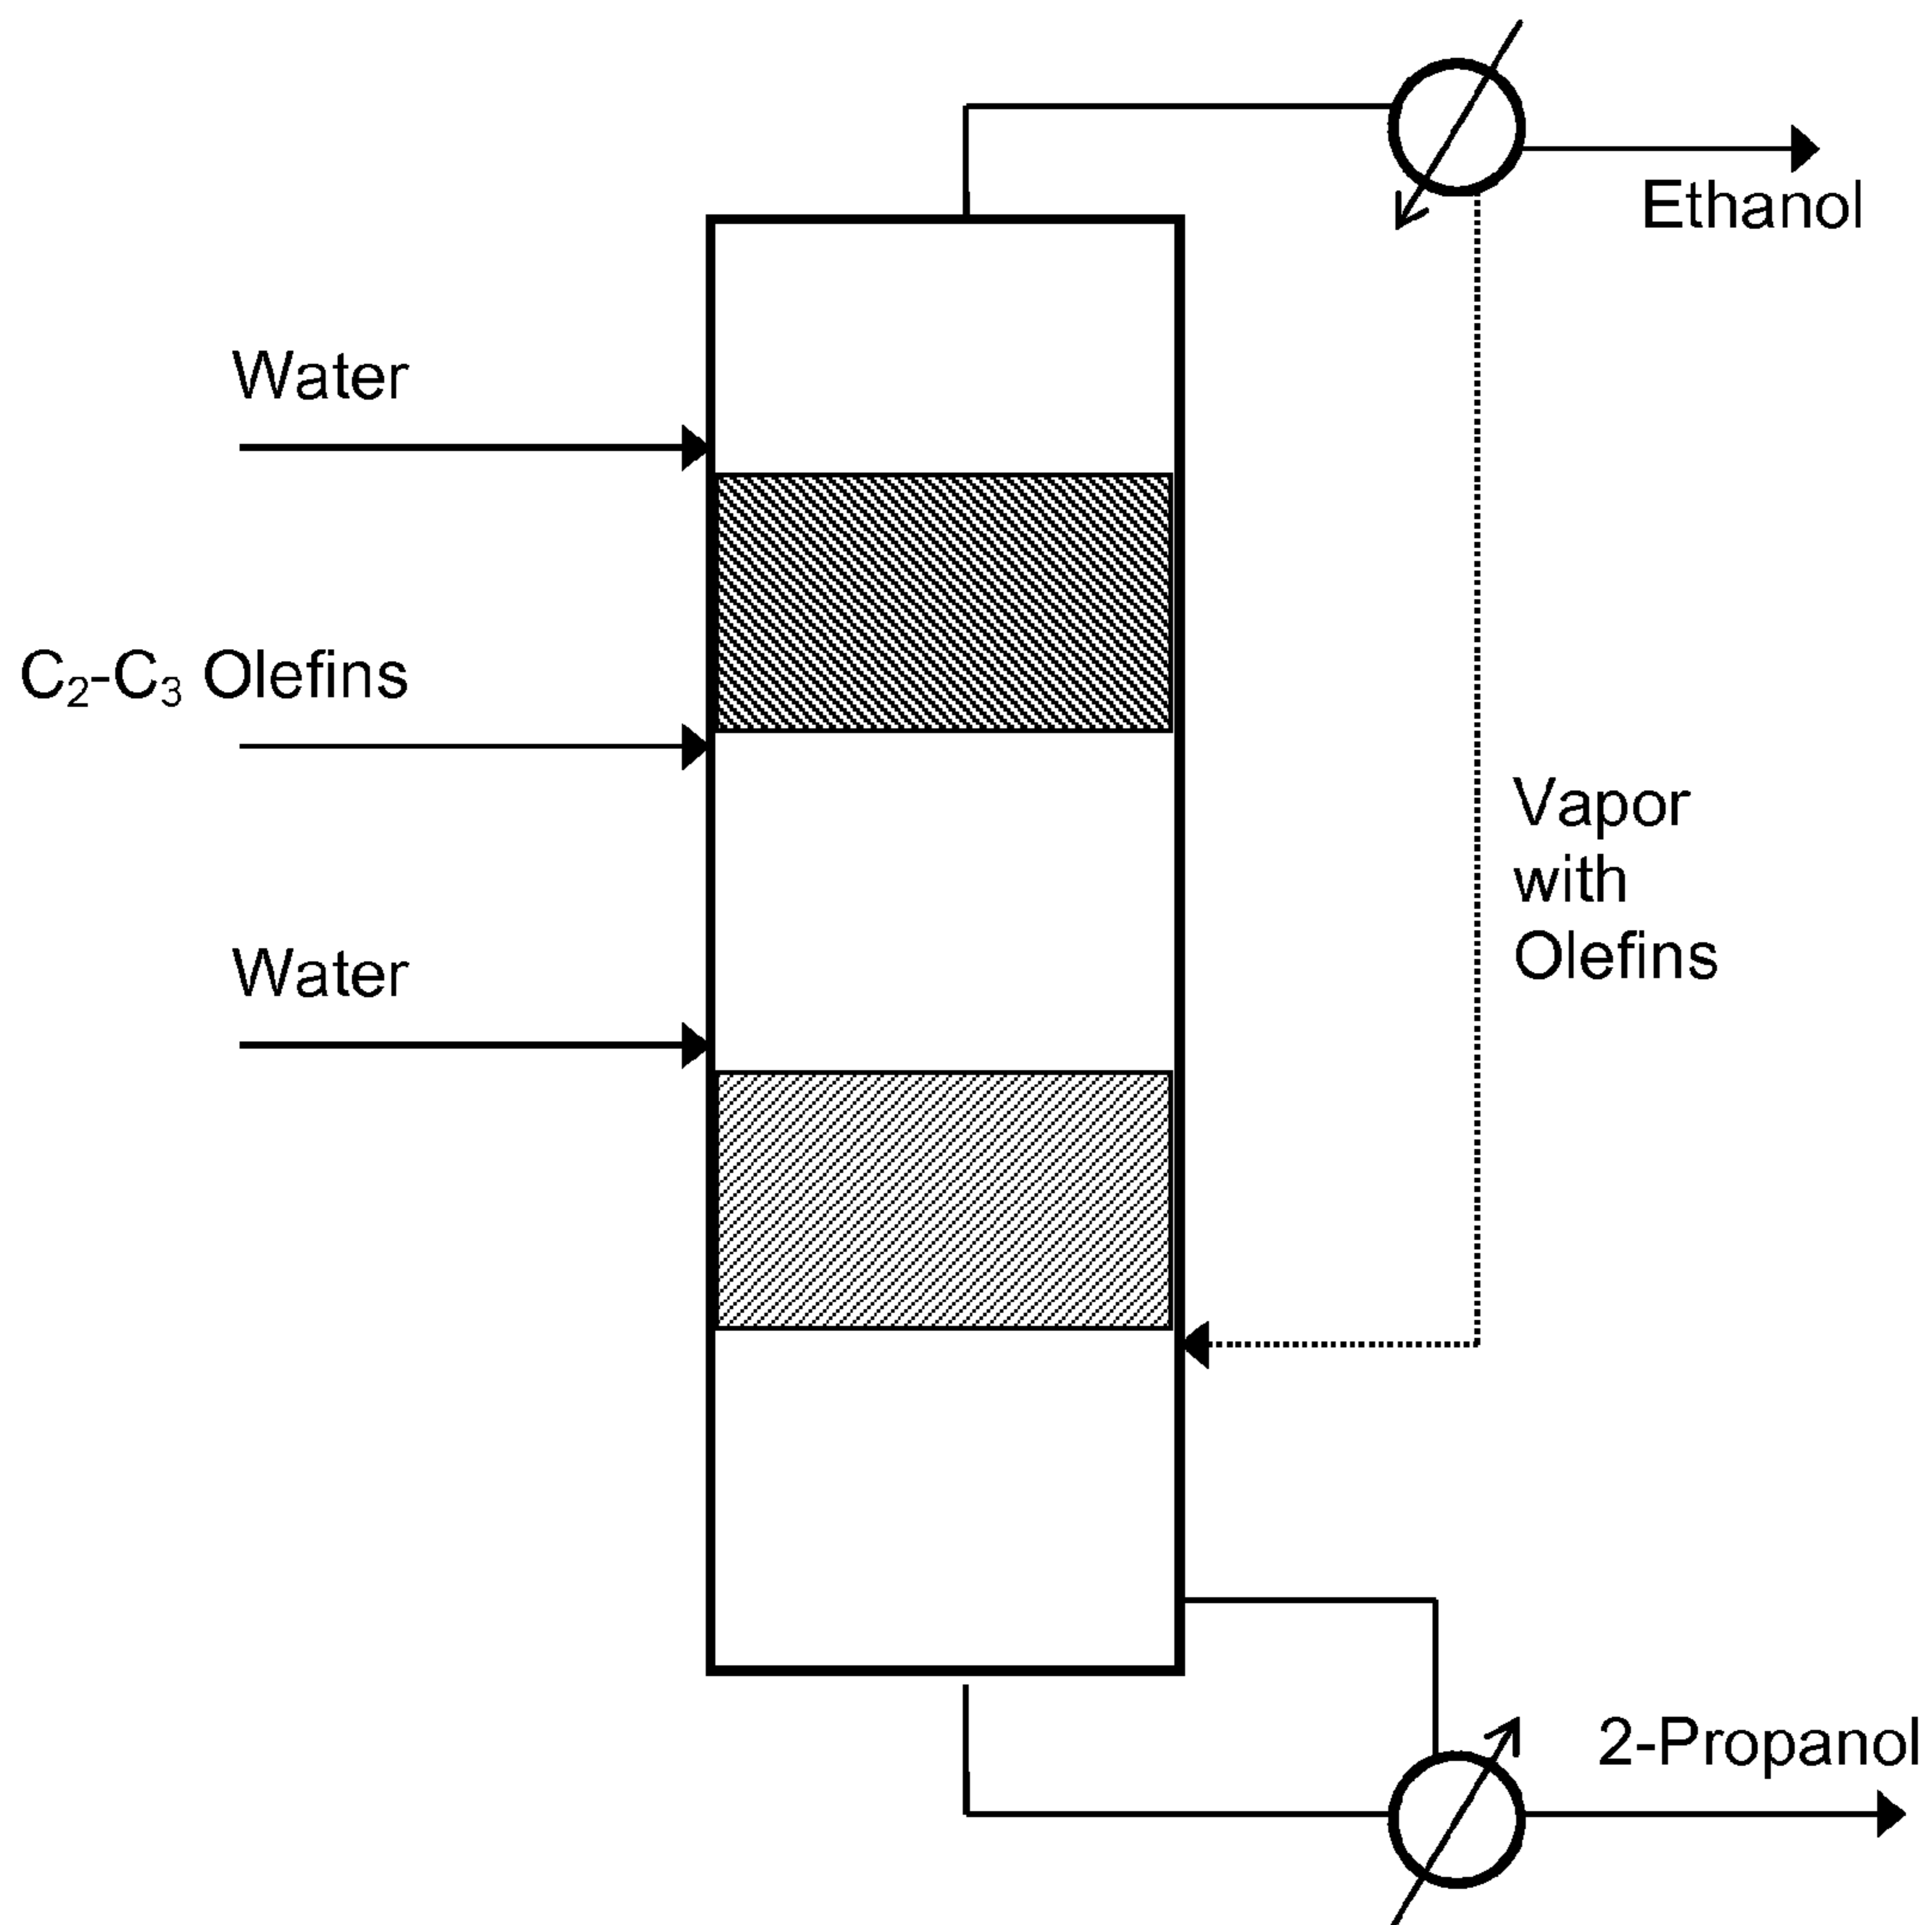 Ethanol
Water
C₂-C₃ Olefins
Vapor
with
Olefins
Water
2-Propanol